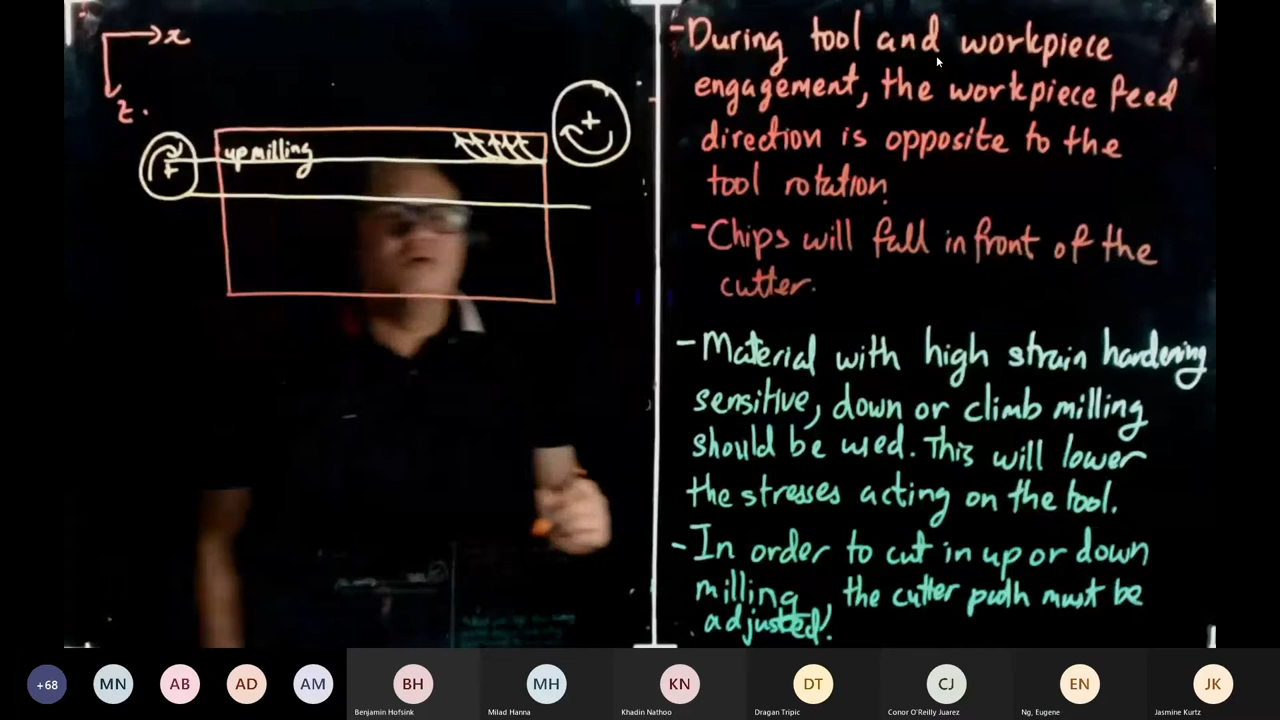 x
z.
up milling
-During tool and workpiece
engagement, the workpiece feed
direction is opposite to the
tool rotation.
-Chips will fall in front of the
cutter.
-Material with high strain hardening
sensitive, down or climb milling
should be used. This will lower
the stresses acting on the tool.
-In order to cut in up or down
milling, the cutter path must be
adjusted.
+68
MN
AB
AD
AM
BH
MH
KN
DT
CJ
EN
JK
Benjamin Hofsink
Milad Hanna
Khadin Nathoo
Dragan Tripic
Conor O'Reilly Juarez
Ng, Eugene
Jasmine Kurtz